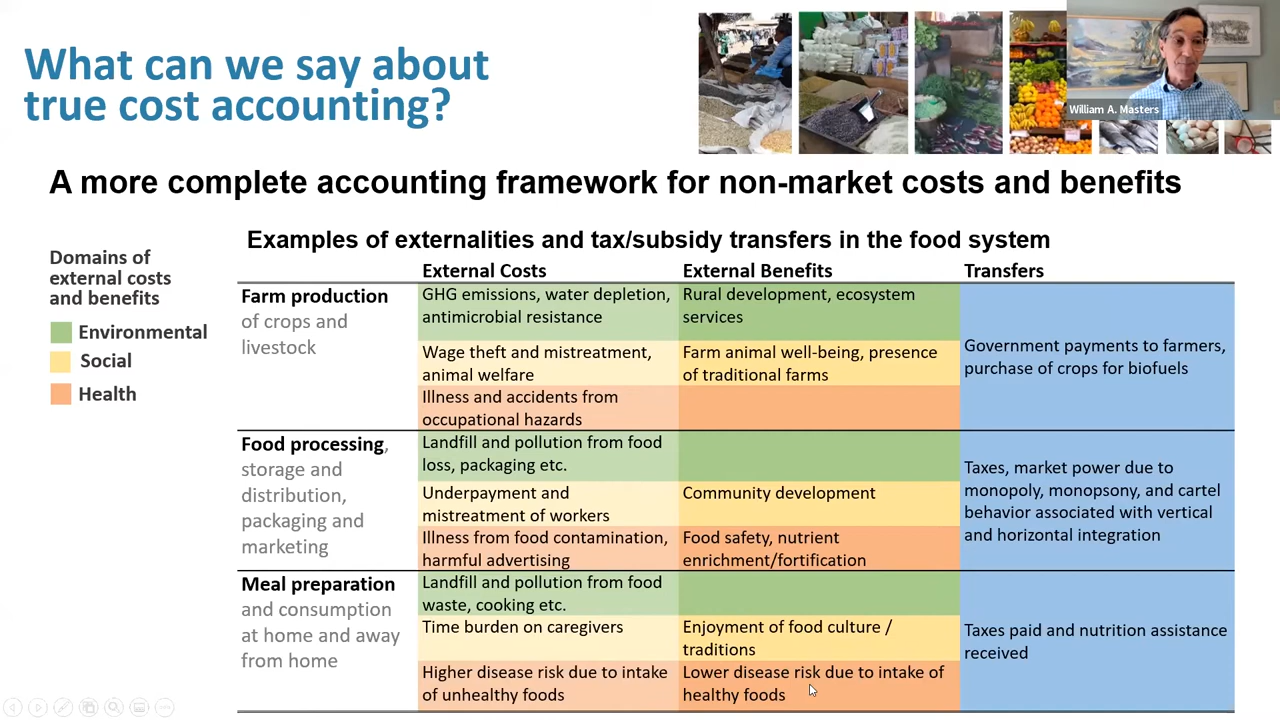 What can we say about
true cost accounting?
William A. Masters
A more complete accounting framework for non-market costs and benefits
Examples of externalities and tax/subsidy transfers in the food system
Domains of
external costs
and benefits
Environmental
Social
Health
External Costs
External Benefits
Transfers
Farm production
of crops and
livestock
GHG emissions, water depletion,
antimicrobial resistance
Rural development, ecosystem
services
Wage theft and mistreatment,
animal welfare
Farm animal well-being, presence
of traditional farms
Illness and accidents from
occupational hazards
Government payments to farmers,
purchase of crops for biofuels
Food processing,
storage and
distribution,
packaging and
marketing
Landfill and pollution from food
loss, packaging etc.
Underpayment and
mistreatment of workers
Community development
Illness from food contamination,
harmful advertising
Food safety, nutrient
enrichment/fortification
Taxes, market power due to
monopoly, monopsony, and cartel
behavior associated with vertical
and horizontal integration
Meal preparation
and consumption
at home and away
from home
Landfill and pollution from food
waste, cooking etc.
Time burden on caregivers
Enjoyment of food culture /
traditions
Higher disease risk due to intake
of unhealthy foods
Lower disease risk due to intake of
healthy foods
Taxes paid and nutrition assistance
received